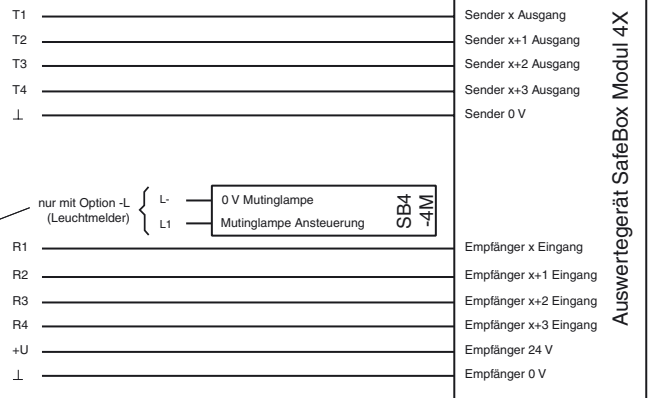 T1 Sender x Ausgang
T2 Sender x+1 Ausgang
T3 Sender x+2 Ausgang
T4 Sender x+3 Ausgang
⊥ Sender 0 V
nur mit Option -L
(Leuchtmelder)
L- 0 V Mutinglampe
L1 Mutinglampe Ansteuerung
SB4
-4M
R1 Empfänger x Eingang
R2 Empfänger x+1 Eingang
R3 Empfänger x+2 Eingang
R4 Empfänger x+3 Eingang
+U Empfänger 24 V
⊥ Empfänger 0 V
Auswertegerät SafeBox Modul 4X